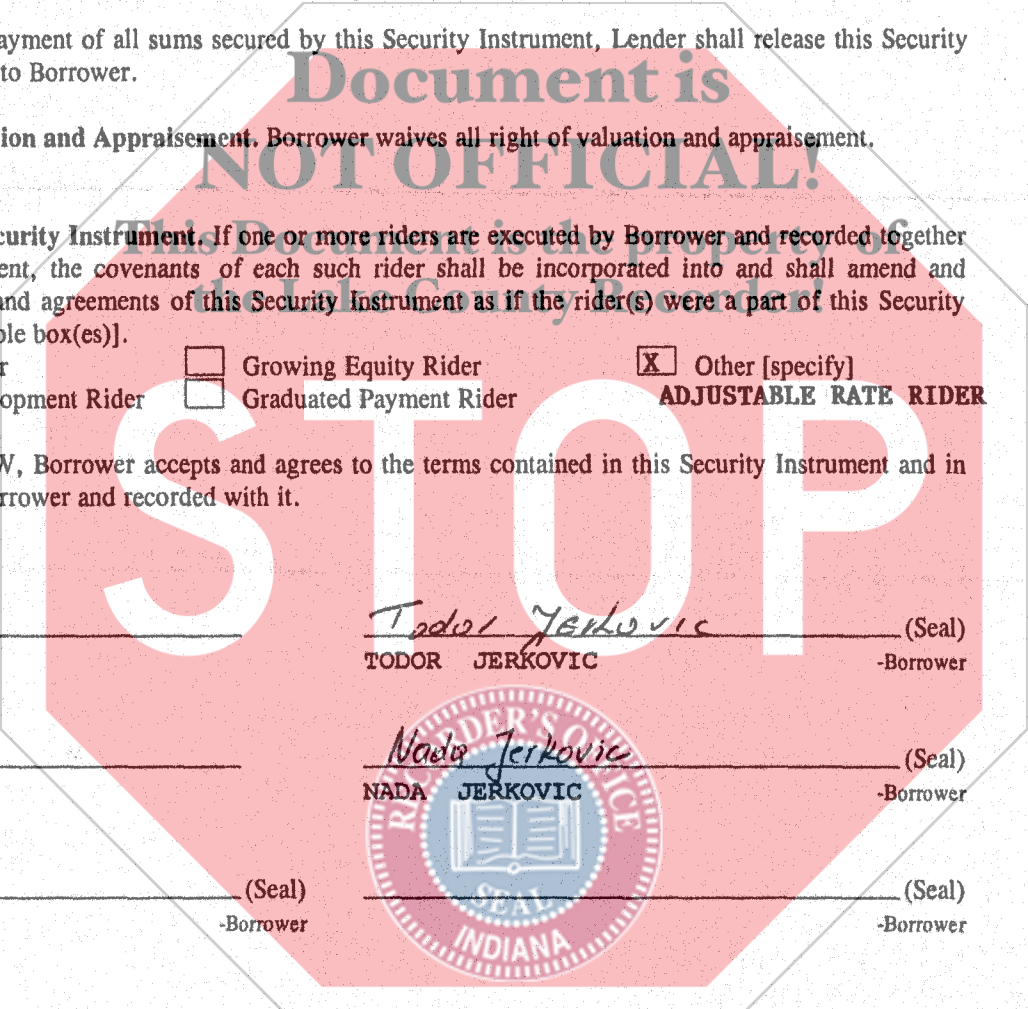 ayment of all sums secured by this Security Instrument, Lender shall release this Security
to Borrower.
Document is
ion and Appraisement. Borrower waives all right of valuation and appraisement.
NOT OFFICIAL!
This Document is the property of
curity Instrument. If one or more riders are executed by Borrower and recorded together
ent, the covenants of each such rider shall be incorporated into and shall amend and
and agreements of this Security Instrument as if the rider(s) were a part of this Security
the Lake County Recorder!
ble box(es)].
r Growing Equity Rider X Other [specify]
opment Rider Graduated Payment Rider ADJUSTABLE RATE RIDER
STOP
W, Borrower accepts and agrees to the terms contained in this Security Instrument and in
rrower and recorded with it.
Todor Jerkovic (Seal)
TODOR JERKOVIC -Borrower
Nada Jerkovic (Seal)
NADA JERKOVIC -Borrower
RECORDER'S OFFICE
SEAL
INDIANA
(Seal) (Seal)
-Borrower -Borrower